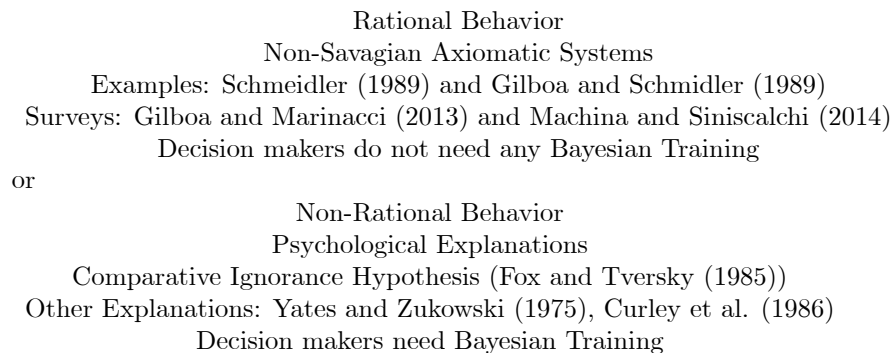 Rational Behavior
Non-Savagian Axiomatic Systems
Examples: Schmeidler (1989) and Gilboa and Schmidler (1989)
Surveys: Gilboa and Marinacci (2013) and Machina and Siniscalchi (2014)
Decision makers do not need any Bayesian Training
or
Non-Rational Behavior
Psychological Explanations
Comparative Ignorance Hypothesis (Fox and Tversky (1985))
Other Explanations: Yates and Zukowski (1975), Curley et al. (1986)
Decision makers need Bayesian Training